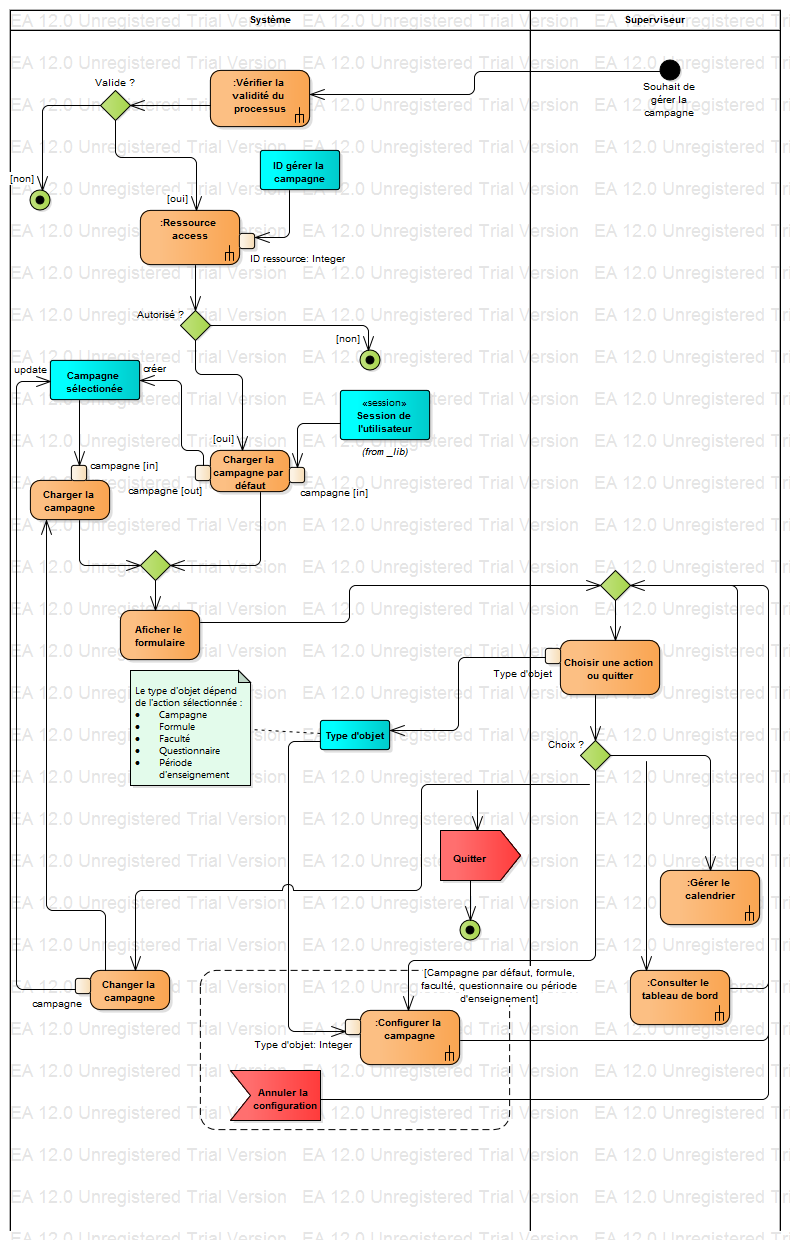 Système
Superviseur
EA 12.0 Unregistered Trial Version
Souhait de
gérer la
campagne
:Vérifier la
validité du
processus
Valide ?
[non]
[oui]
ID gérer la
campagne
:Ressource
access
ID ressource: Integer
Autorisé ?
[non]
update
Campagne
sélectionée
créer
«session»
Session de
l'utilisateur
(from _lib)
[oui]
Charger la
campagne par
défaut
campagne [in]
campagne [out]
campagne [in]
Charger la
campagne
Aficher le
formulaire
Choisir une action
ou quitter
Type d'objet
Le type d'objet dépend
de l'action sélectionnée :
• Campagne
• Formule
• Faculté
• Questionnaire
• Période
d'enseignement
Type d'objet
Choix ?
Quitter
:Gérer le
calendrier
Changer la
campagne
campagne
[Campagne par défaut, formule,
faculté, questionnaire ou période
d'enseignement]
:Consulter le
tableau de bord
:Configurer la
campagne
Type d'objet: Integer
Annuler la
configuration